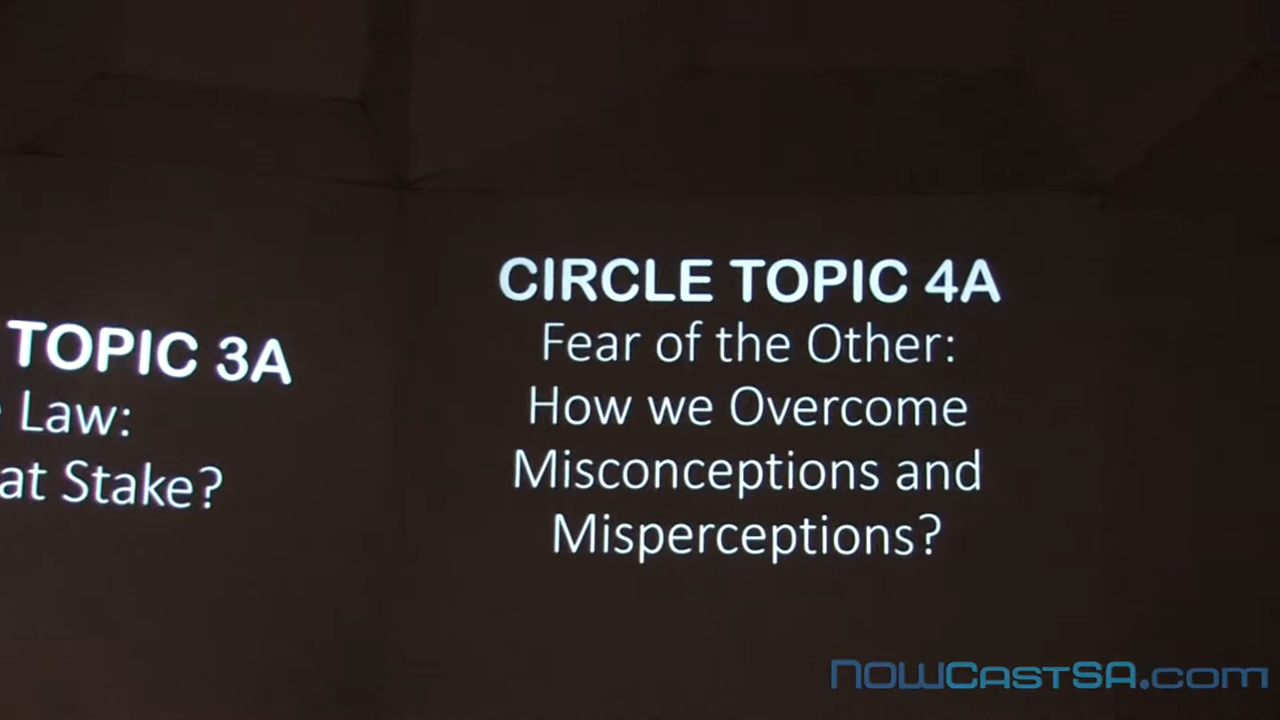 TOPIC 3A
Law:
at Stake?
CIRCLE TOPIC 4A
Fear of the Other:
How we Overcome
Misconceptions and
Misperceptions?
NOWCASTSA.com